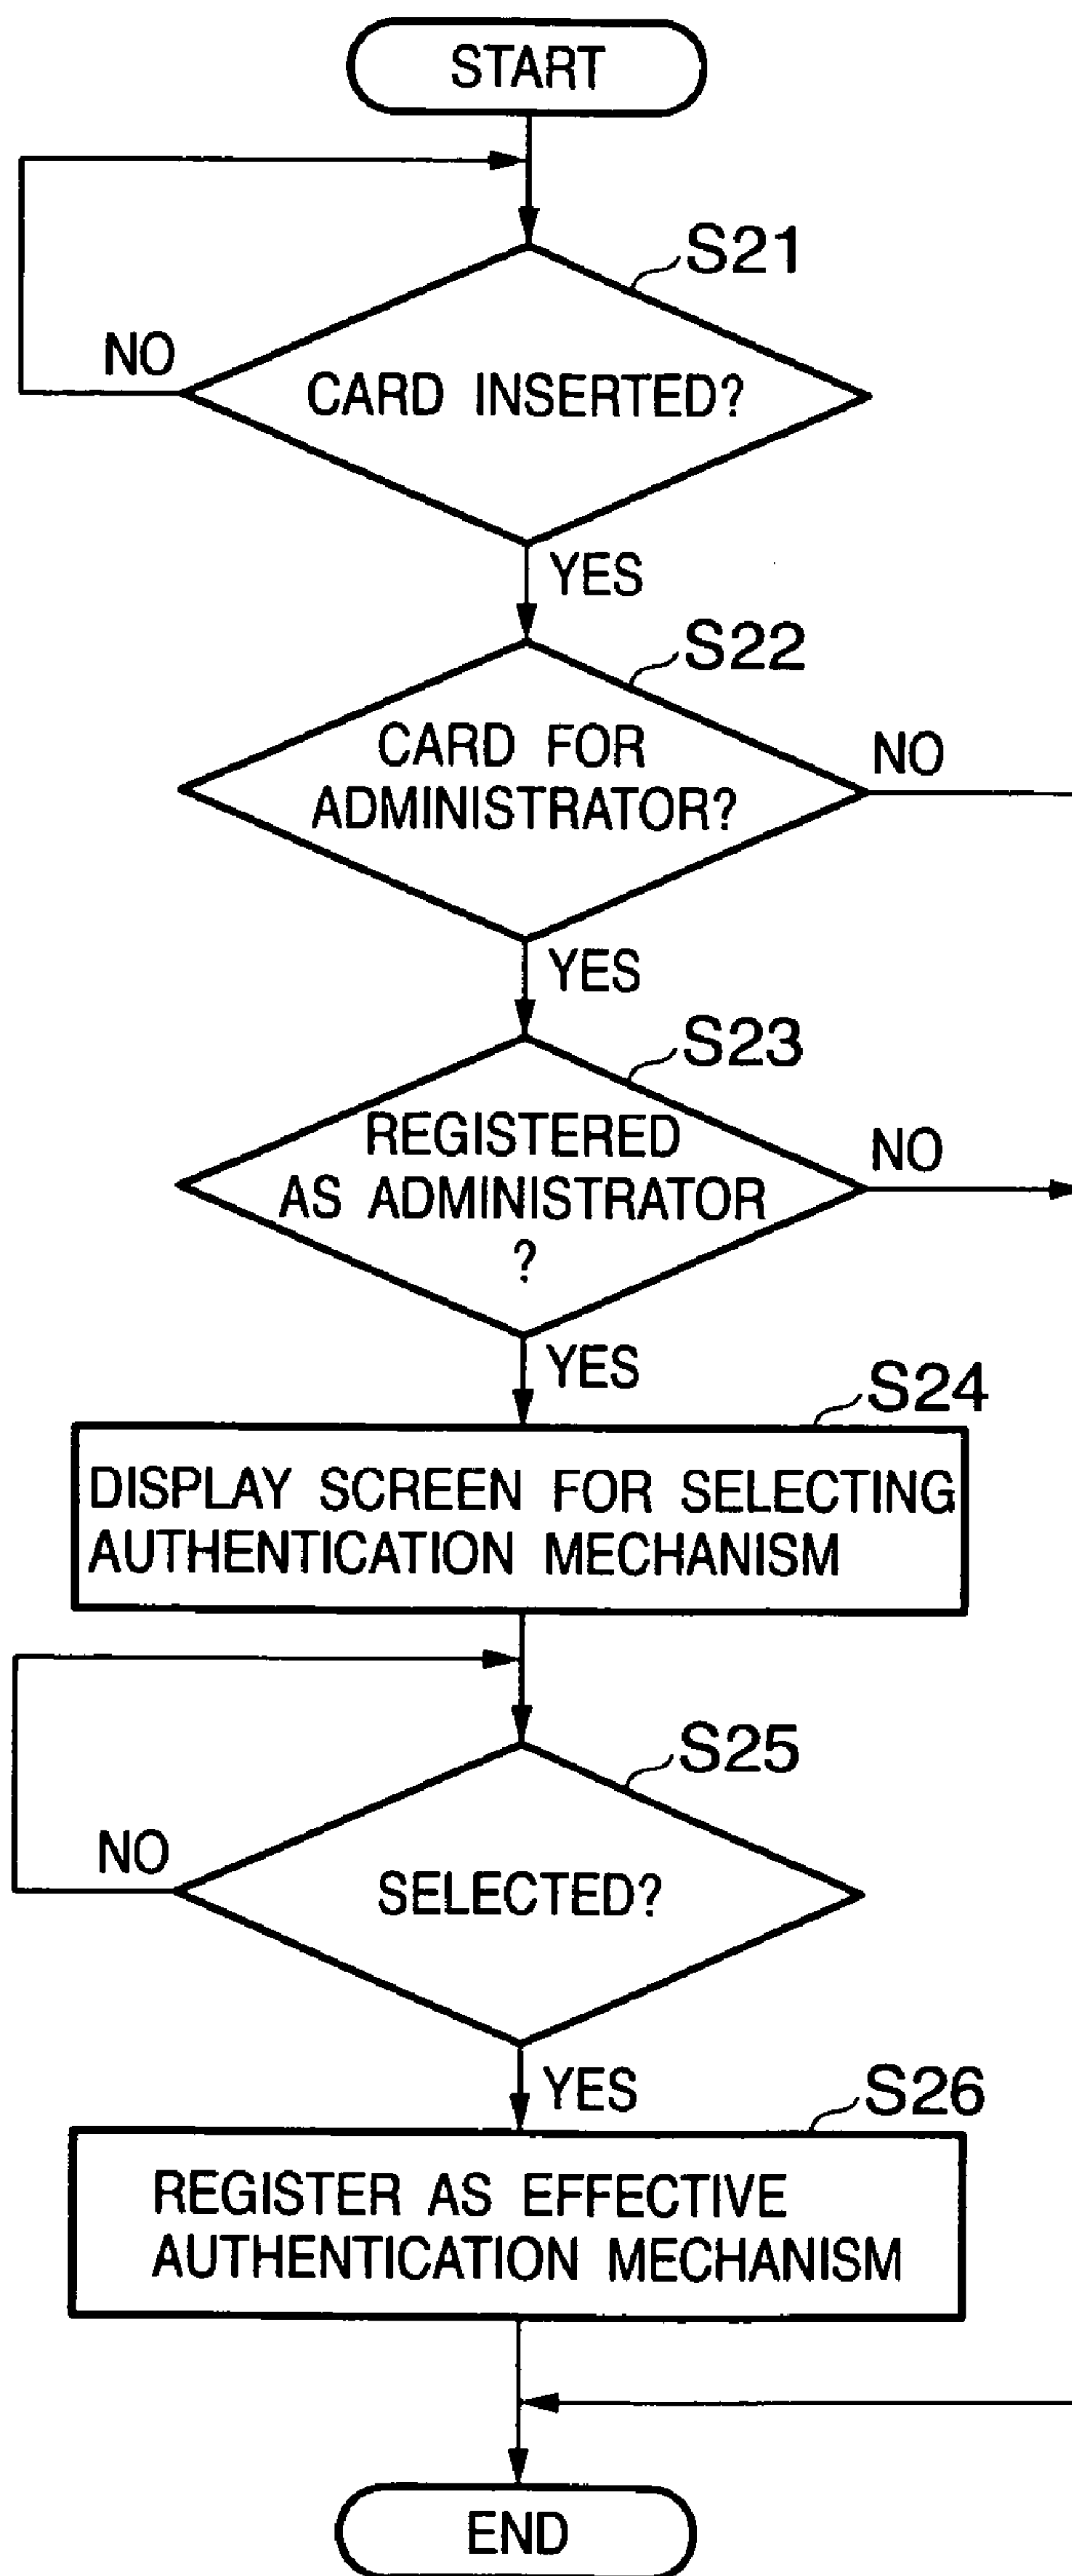 START
S21
NO
CARD INSERTED?
YES
S22
CARD FOR
ADMINISTRATOR?
NO
YES
S23
REGISTERED
AS ADMINISTRATOR
?
NO
YES
S24
DISPLAY SCREEN FOR SELECTING
AUTHENTICATION MECHANISM
S25
NO
SELECTED?
YES
S26
REGISTER AS EFFECTIVE
AUTHENTICATION MECHANISM
END